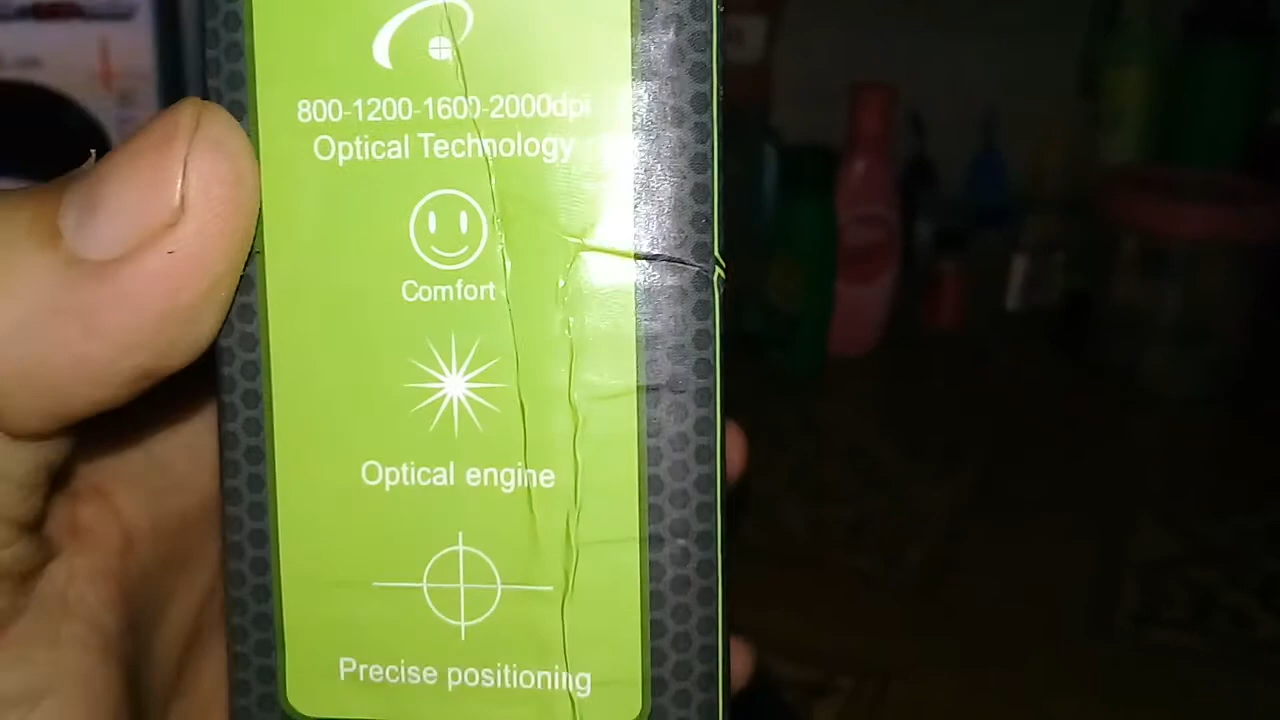 800-1200-1600-2000dpi
Optical Technology
Comfort
Optical engine
Precise positioning